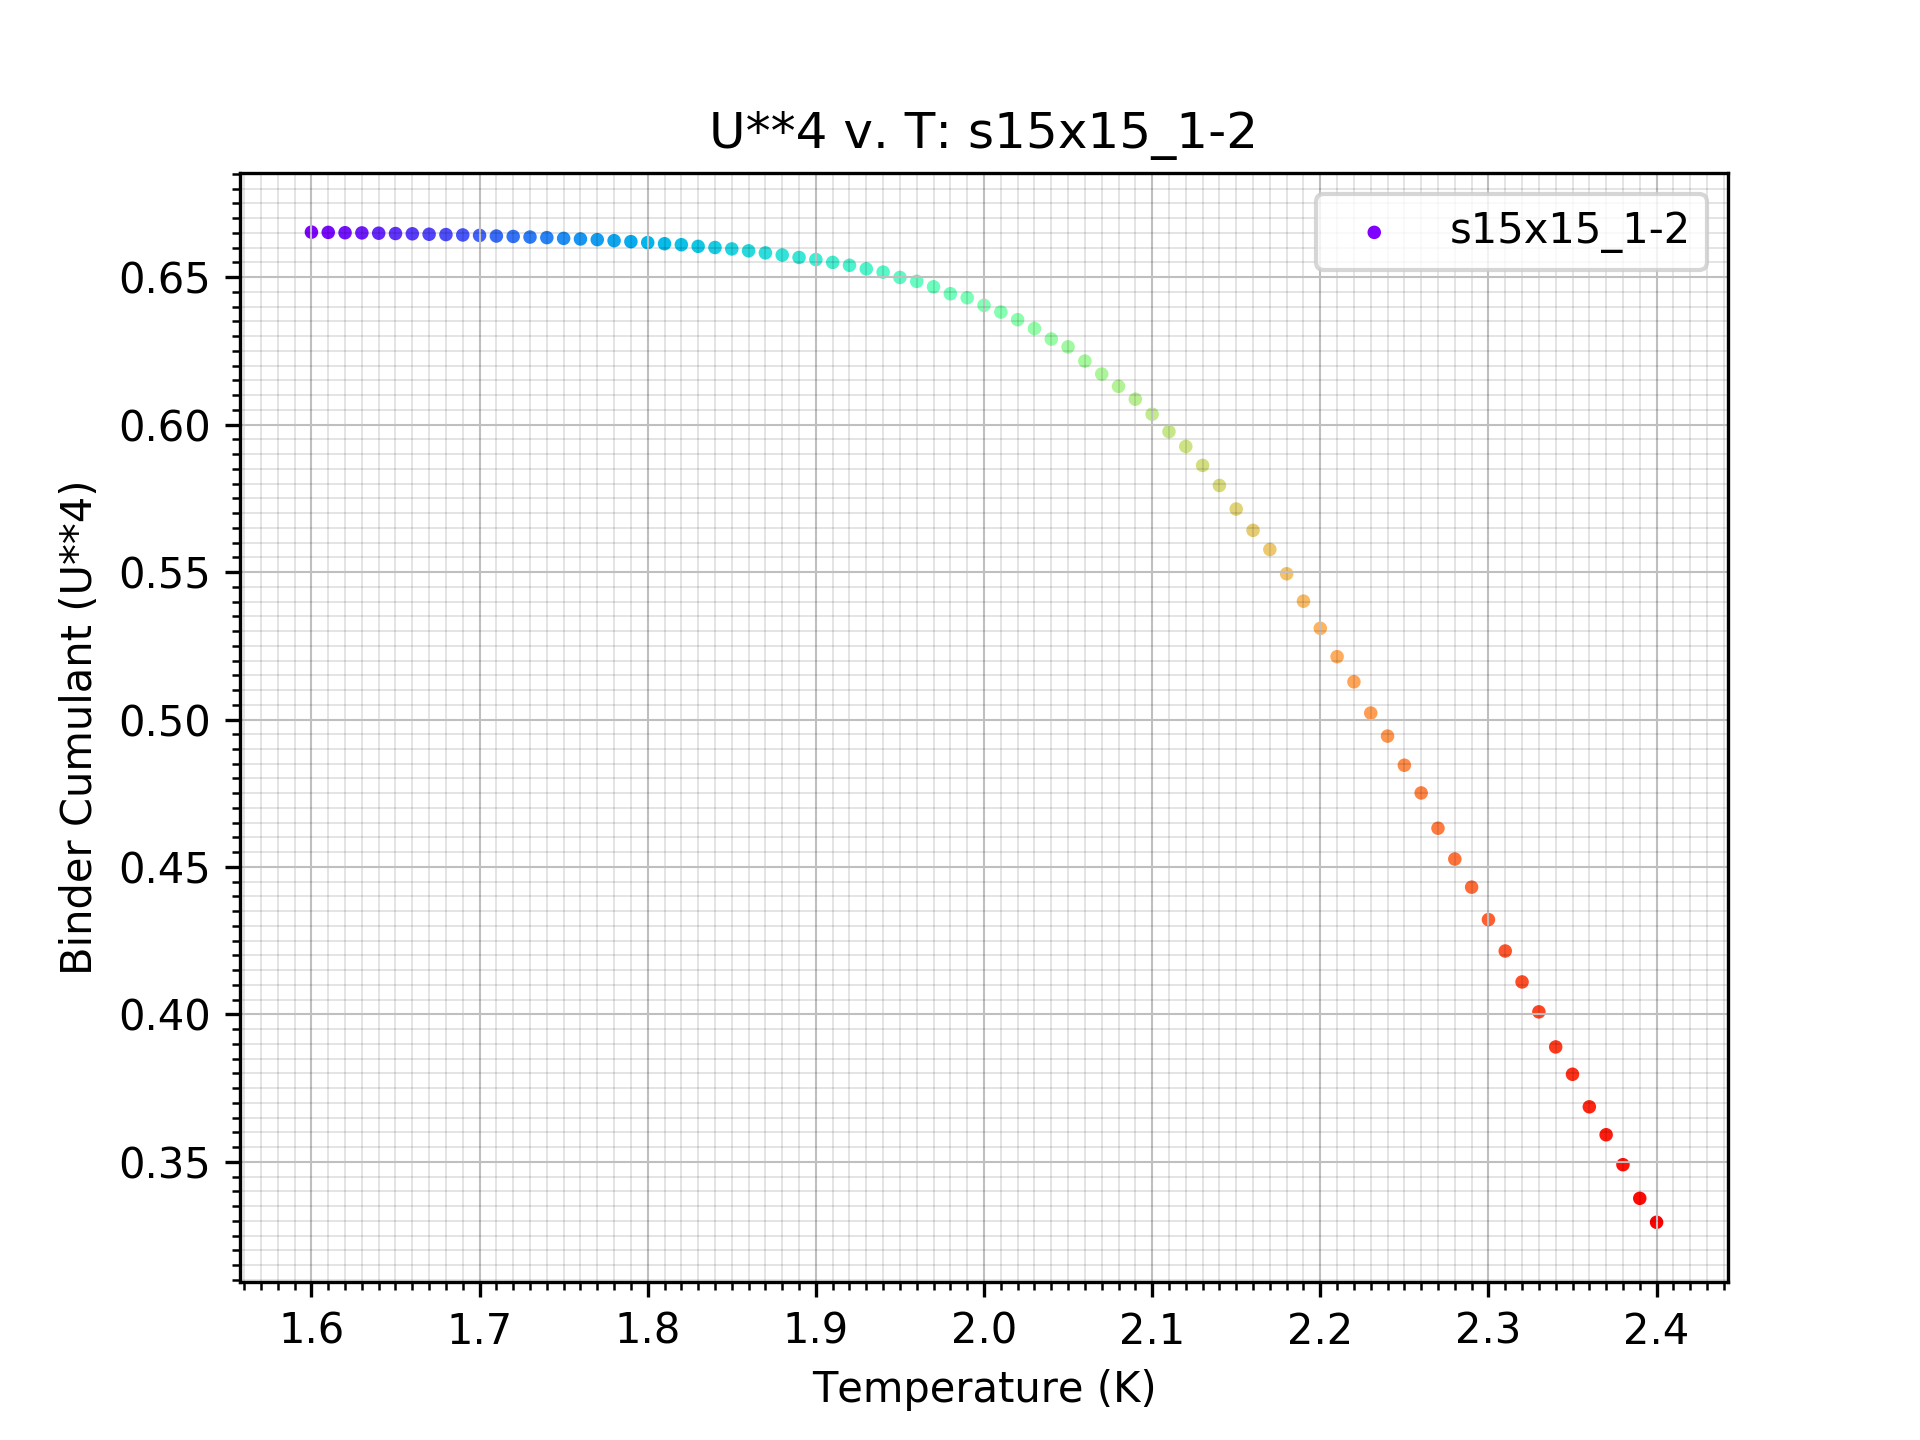 U**4 v. T: s15x15_1-2
s15x15_1-2
Binder Cumulant (U**4)
0.65
0.60
0.55
0.50
0.45
0.40
0.35
1.6 1.7 1.8 1.9 2.0 2.1 2.2 2.3 2.4
Temperature (K)